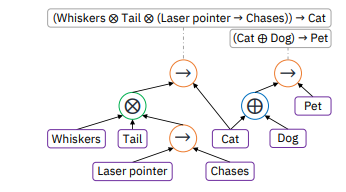 (Whiskers ⊗ Tail ⊗ (Laser pointer → Chases)) → Cat
(Cat ⊕ Dog) → Pet
→
→
Pet
⊗
⊕
Whiskers
Tail
→
Cat
Dog
Laser pointer
Chases